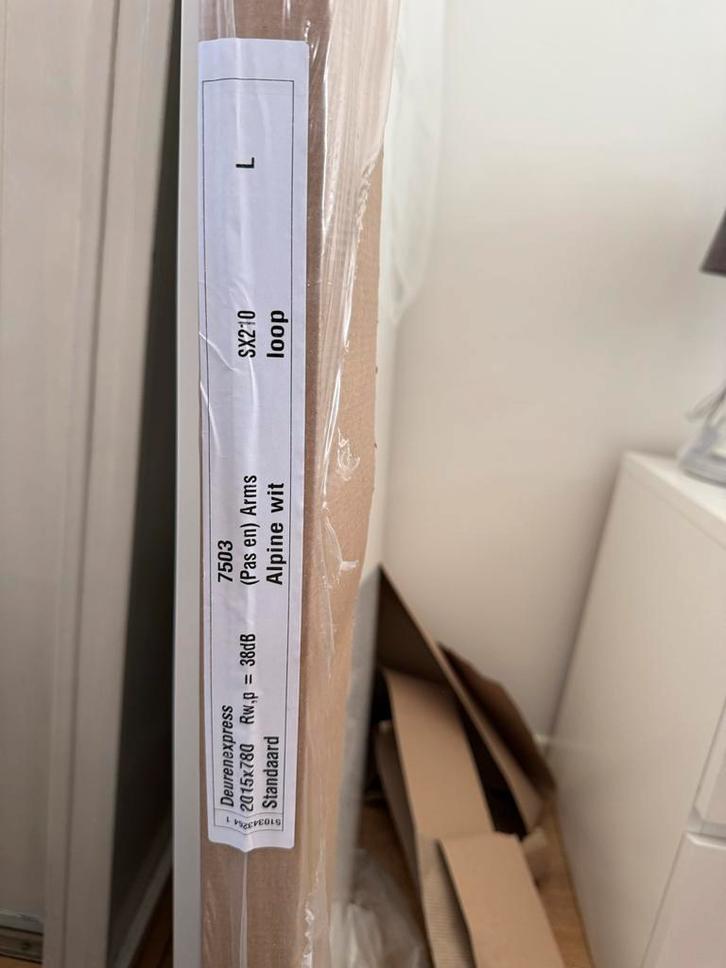 Deurenexpress 7503
2015x780 Rw,p = 38dB (Pas en) Arms SX210 L
Standaard Alpine wit loop